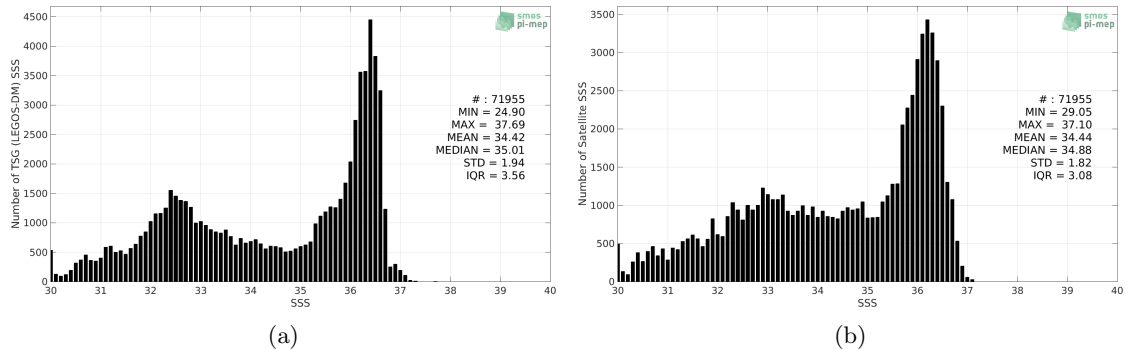 smos
pi-mep
4500
4000
3500
3000
2500
2000
1500
1000
500
0
Number of TSG (LEGOS-DM) SSS
# : 71955
MIN = 24.90
MAX = 37.69
MEAN = 34.42
MEDIAN = 35.01
STD = 1.94
IQR = 3.56
30 31 32 33 34 35 36 37 38 39 40
SSS
(a)
smos
pi-mep
3500
3000
2500
2000
1500
1000
500
0
Number of Satellite SSS
# : 71955
MIN = 29.05
MAX = 37.10
MEAN = 34.44
MEDIAN = 34.88
STD = 1.82
IQR = 3.08
30 31 32 33 34 35 36 37 38 39 40
SSS
(b)